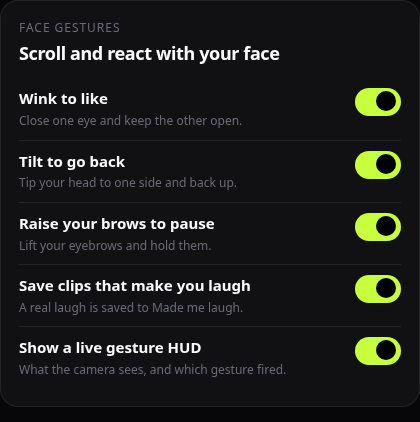 FACE GESTURES
Scroll and react with your face
Wink to like
Close one eye and keep the other open.
Tilt to go back
Tip your head to one side and back up.
Raise your brows to pause
Lift your eyebrows and hold them.
Save clips that make you laugh
A real laugh is saved to Made me laugh.
Show a live gesture HUD
What the camera sees, and which gesture fired.